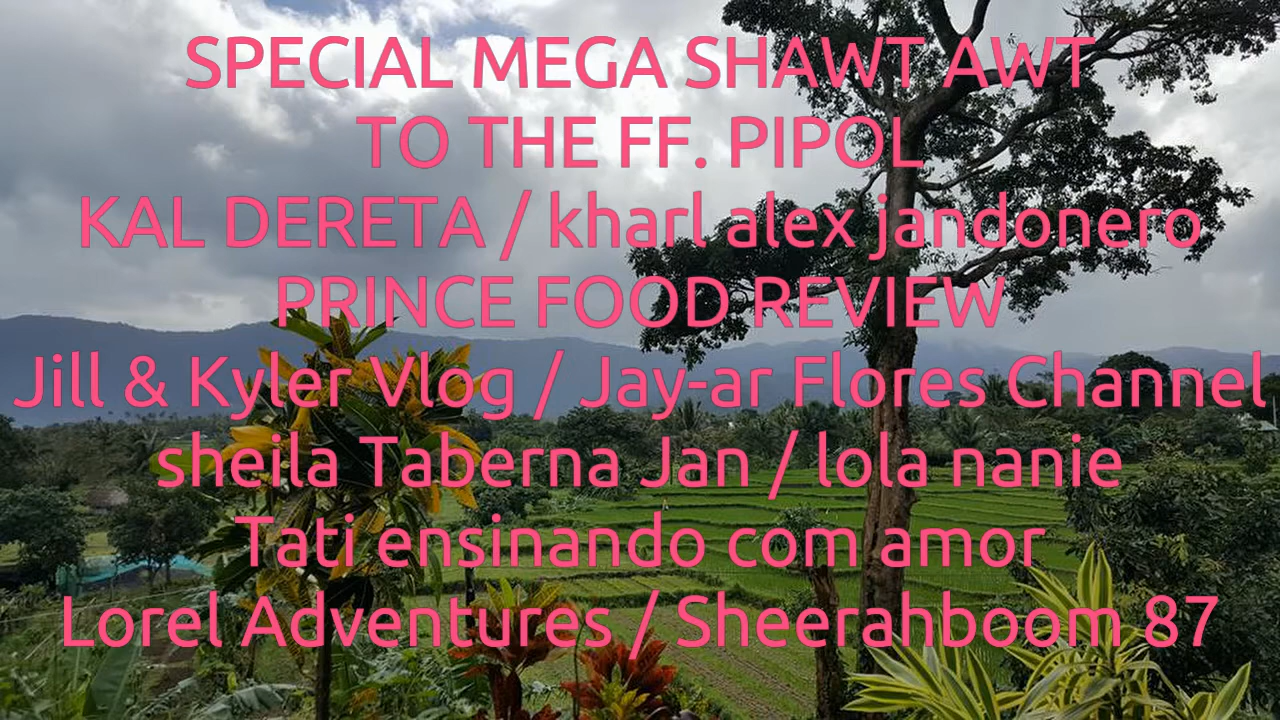 SPECIAL MEGA SHAWT AWT
TO THE FF. PIPOL
KAL DERETA / kharl alex jandonero
PRINCE FOOD REVIEW
Jill & Kyler Vlog / Jay-ar Flores Channel
sheila Taberna Jan / lola nanie
Tati ensinando com amor
Lorel Adventures / Sheerahboom 87